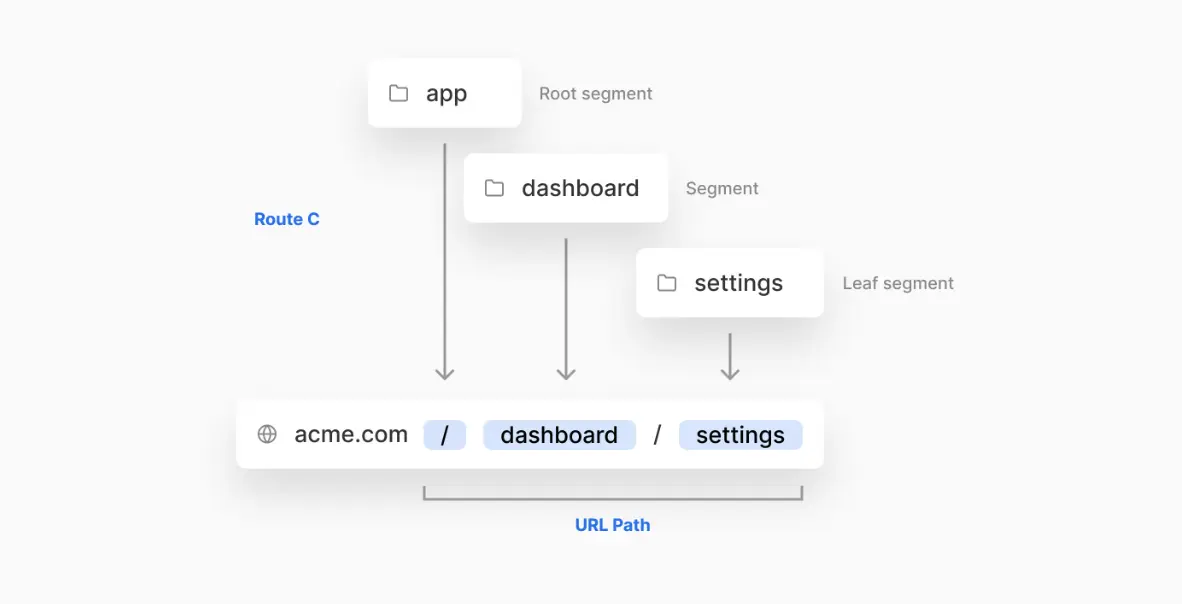 app
Root segment
dashboard
Segment
Route C
settings
Leaf segment
acme.com / dashboard / settings
URL Path